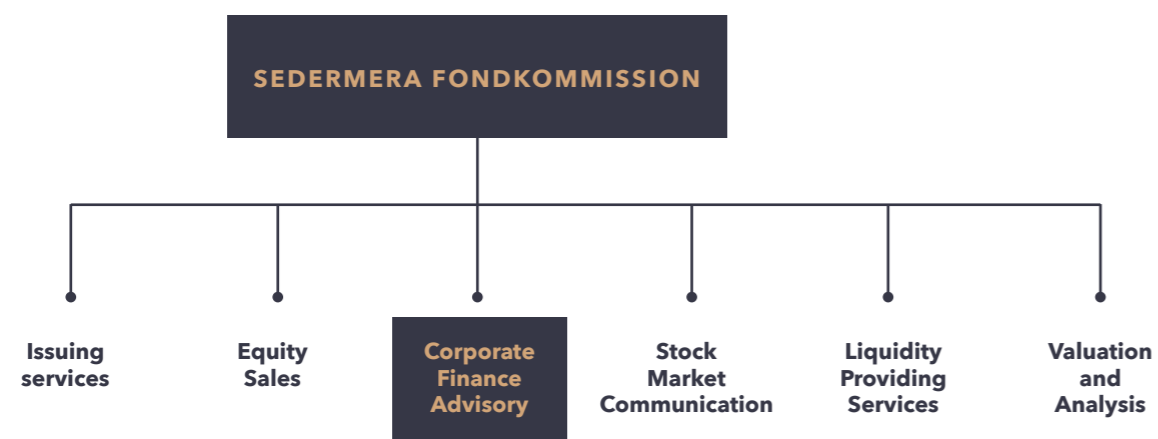 SEDERMERA FONDKOMMISSION
Issuing
services
Equity
Sales
Corporate
Finance
Advisory
Stock
Market
Communication
Liquidity
Providing
Services
Valuation
and
Analysis